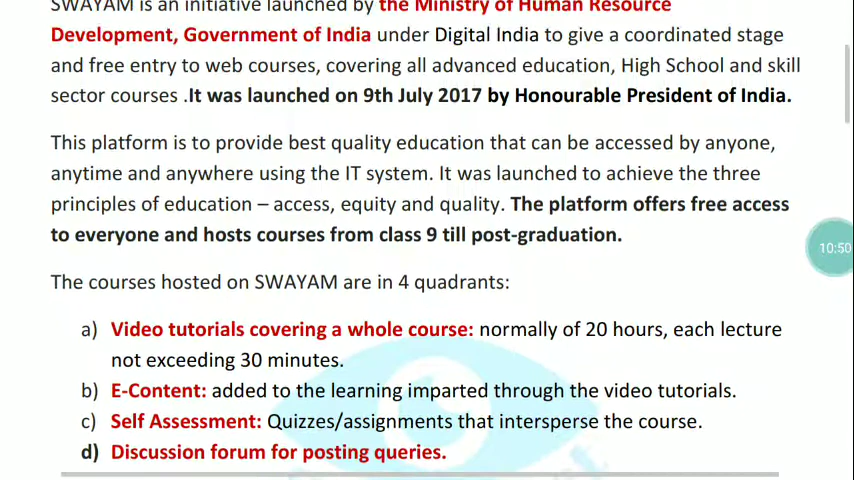 SWAYAM is an initiative launched by the Ministry of Human Resource
Development, Government of India under Digital India to give a coordinated stage
and free entry to web courses, covering all advanced education, High School and skill
sector courses .It was launched on 9th July 2017 by Honourable President of India.
This platform is to provide best quality education that can be accessed by anyone,
anytime and anywhere using the IT system. It was launched to achieve the three
principles of education – access, equity and quality. The platform offers free access
to everyone and hosts courses from class 9 till post-graduation.
10:50
The courses hosted on SWAYAM are in 4 quadrants:
a) Video tutorials covering a whole course: normally of 20 hours, each lecture
not exceeding 30 minutes.
b) E-Content: added to the learning imparted through the video tutorials.
c) Self Assessment: Quizzes/assignments that intersperse the course.
d) Discussion forum for posting queries.